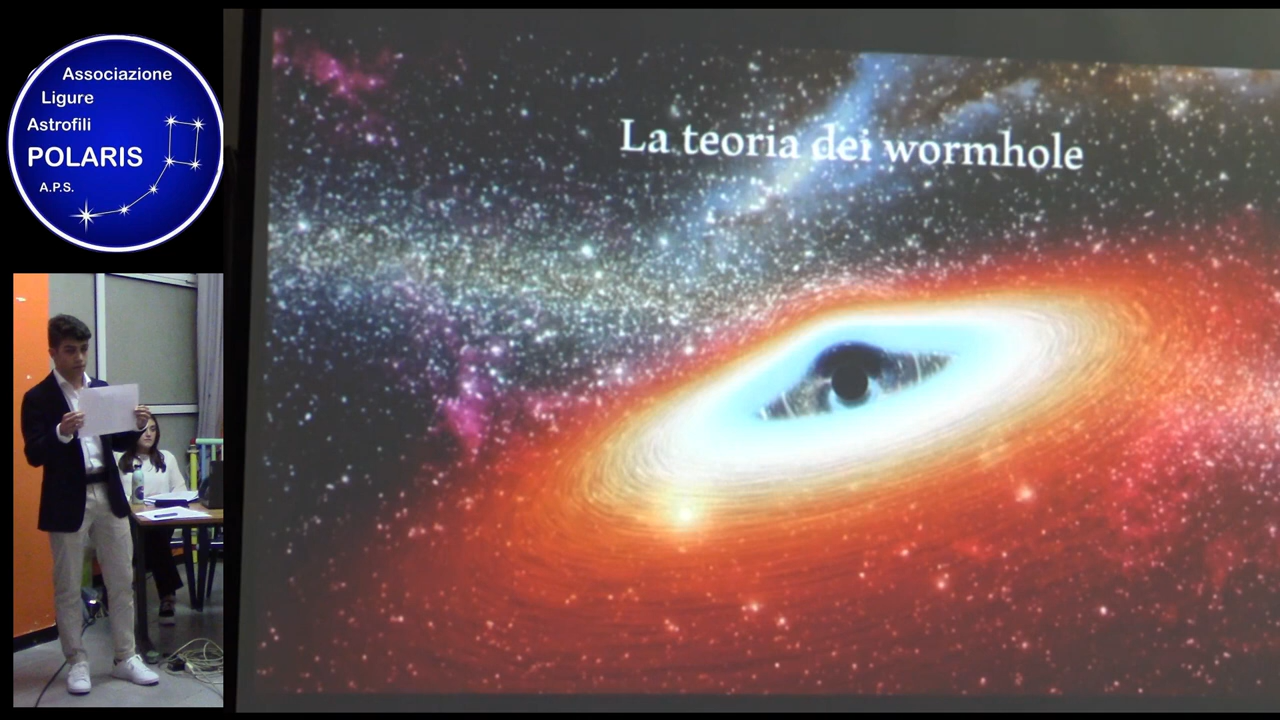 Associazione
Ligure
Astrofili
POLARIS
A.P.S.
La teoria dei wormhole